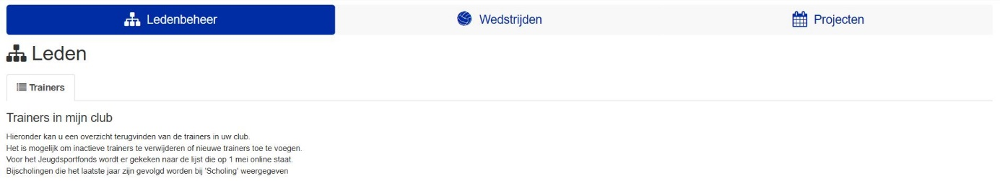 Ledenbeheer
Wedstrijden
Projecten
Leden
Trainers
Trainers in mijn club
Hieronder kan u een overzicht terugvinden van de trainers in uw club.
Het is mogelijk om inactieve trainers te verwijderen of nieuwe trainers toe te voegen.
Voor het Jeugdsportfonds wordt er gekeken naar de lijst die op 1 mei online staat.
Bijscholingen die het laatste jaar zijn gevolgd worden bij 'Scholing' weergegeven